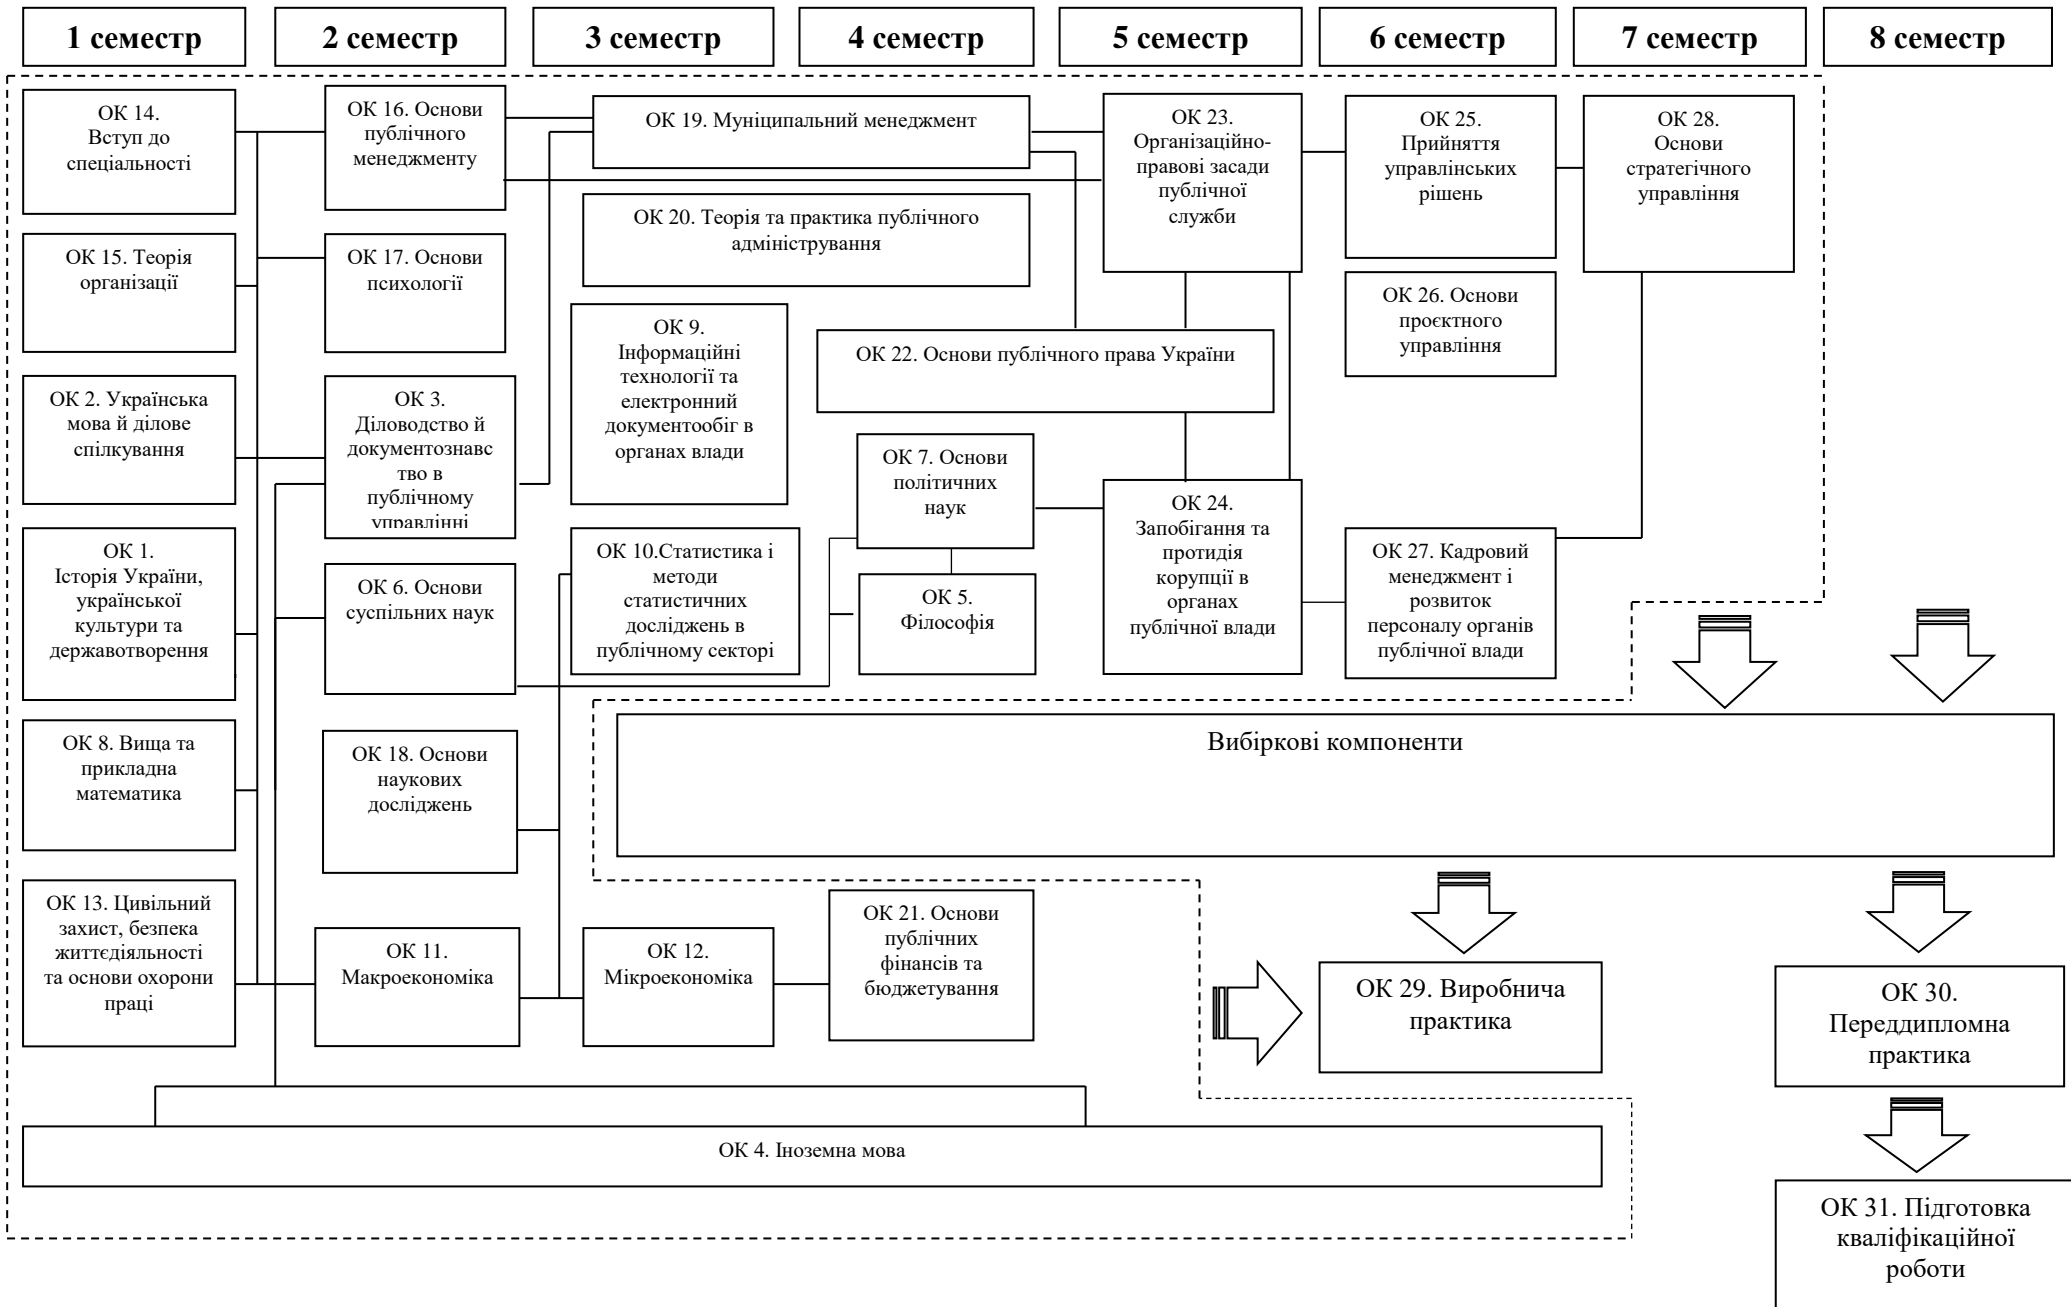 1 семестр
2 семестр
3 семестр
4 семестр
5 семестр
6 семестр
7 семестр
8 семестр
ОК 14.
Вступ до
спеціальності
ОК 15. Теорія
організації
ОК 2. Українська
мова й ділове
спілкування
ОК 1.
Історія України,
української
культури та
державотворення
ОК 8. Вища та
прикладна
математика
ОК 13. Цивільний
захист, безпека
життєдіяльності
та основи охорони
праці
ОК 16. Основи
публічного
менеджменту
ОК 17. Основи
психології
ОК 3.
Діловодство й
документознавс
тво в
публічному
управлінні
ОК 6. Основи
суспільних наук
ОК 18. Основи
наукових
досліджень
ОК 11.
Макроекономіка
ОК 19. Муніципальний менеджмент
ОК 20. Теорія та практика публічного
адміністрування
ОК 9.
Інформаційні
технології та
електронний
документообіг в
органах влади
ОК 10.Статистика і
методи
статистичних
досліджень в
публічному секторі
ОК 12.
Мікроекономіка
ОК 22. Основи публічного права України
ОК 7. Основи
політичних
наук
ОК 5.
Філософія
ОК 21. Основи
публічних
фінансів та
бюджетування
ОК 23.
Організаційно-
правові засади
публічної
служби
ОК 24.
Запобігання та
протидія
корупції в
органах
публічної влади
ОК 25.
Прийняття
управлінських
рішень
ОК 26. Основи
проєктного
управління
ОК 27. Кадровий
менеджмент і
розвиток
персоналу органів
публічної влади
ОК 28.
Основи
стратегічного
управління
Вибіркові компоненти
ОК 29. Виробнича
практика
ОК 30.
Переддипломна
практика
ОК 4. Іноземна мова
ОК 31. Підготовка
кваліфікаційної
роботи